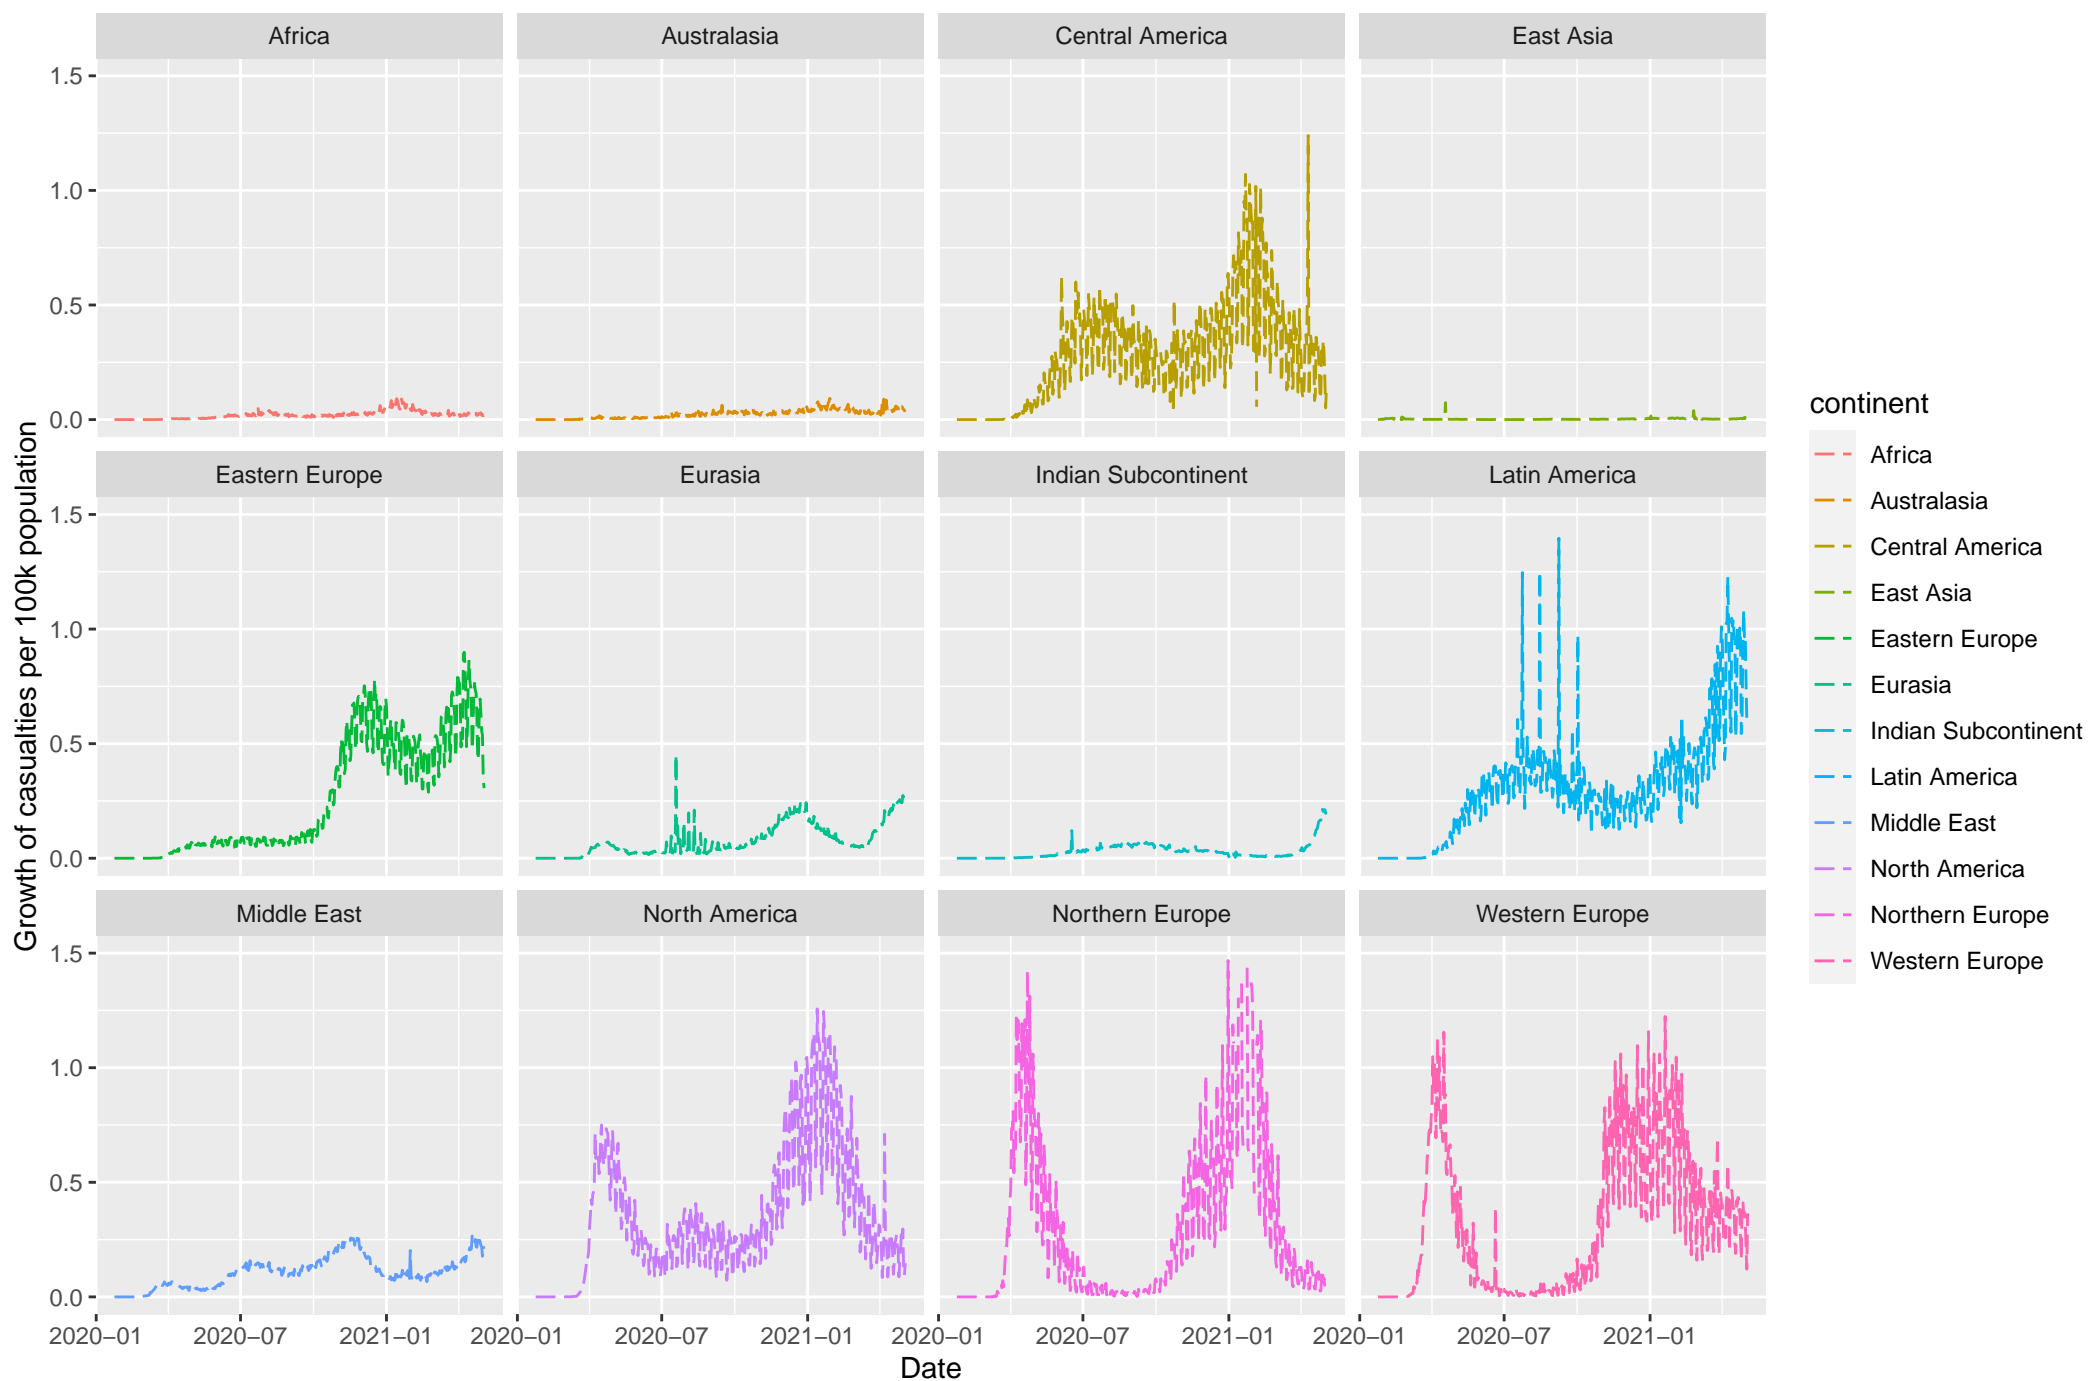 Africa
Australasia
Central America
East Asia
1.5
1.0
0.5
0.0
Eastern Europe
Eurasia
Indian Subcontinent
Latin America
1.5
1.0
0.5
0.0
Middle East
North America
Northern Europe
Western Europe
1.5
1.0
0.5
0.0
2020−01
2020−07
2021−01
2020−01
2020−07
2021−01
2020−01
2020−07
2021−01
2020−01
2020−07
2021−01
Date
Growth of casualties per 100k population
continent
Africa
Australasia
Central America
East Asia
Eastern Europe
Eurasia
Indian Subcontinent
Latin America
Middle East
North America
Northern Europe
Western Europe